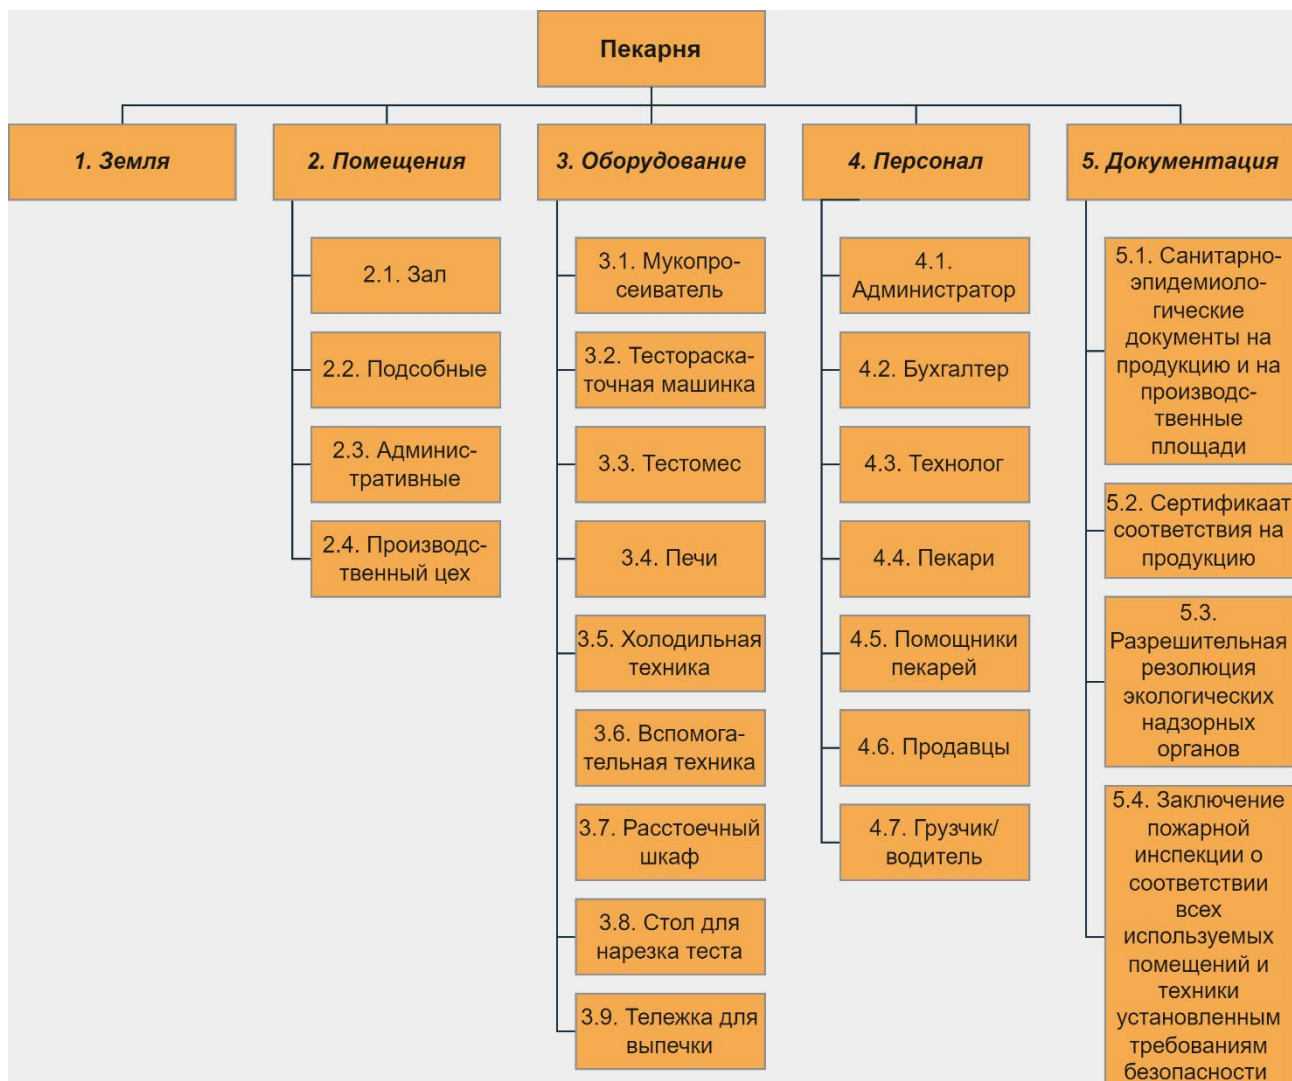 Пекарня
1. Земля
2. Помещения
2.1. Зал
2.2. Подсобные
2.3. Админис-
тративные
2.4. Производс-
твенный цех
3. Оборудование
3.1. Мукопро-
сеиватель
3.2. Тестораска-
точная машинка
3.3. Тестомес
3.4. Печи
3.5. Холодильная
техника
3.6. Вспомога-
тельная техника
3.7. Расстоечный
шкаф
3.8. Стол для
нарезка теста
3.9. Тележка для
выпечки
4. Персонал
4.1.
Администратор
4.2. Бухгалтер
4.3. Технолог
4.4. Пекари
4.5. Помощники
пекарей
4.6. Продавцы
4.7. Грузчик/
водитель
5. Документация
5.1. Санитарно-
эпидемиоло-
гические
документы на
продукцию и на
производс-
твенные
площади
5.2. Сертификаат
соответствия на
продукцию
5.3.
Разрешительная
резолюция
экологических
надзорных
органов
5.4. Заключение
пожарной
инспекции о
соответствии
всех
используемых
помещений и
техники
установленным
требованиям
безопасности